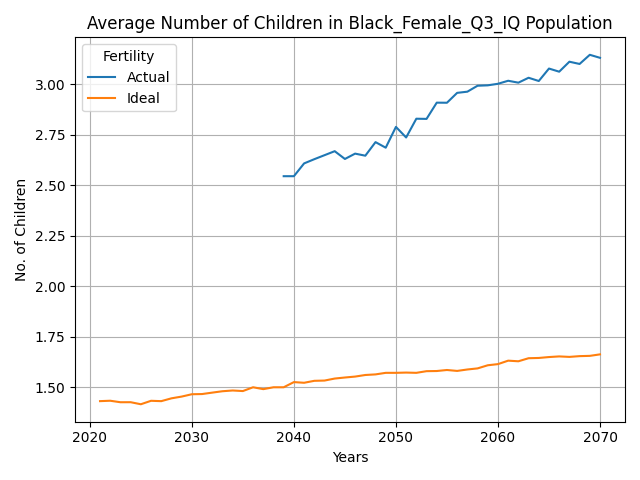 Average Number of Children in Black_Female_Q3_IQ Population
Fertility
Actual
Ideal
No. of Children
3.00
2.75
2.50
2.25
2.00
1.75
1.50
2020 2030 2040 2050 2060 2070
Years